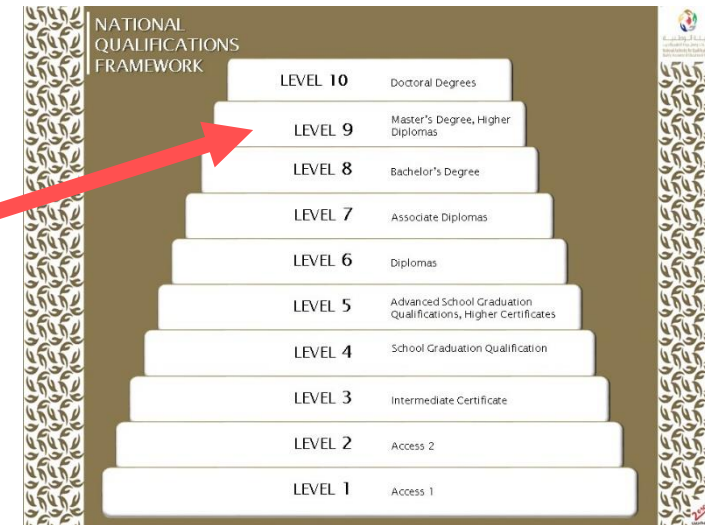 NATIONAL
QUALIFICATIONS
FRAMEWORK
LEVEL 10 Doctoral Degrees
LEVEL 9 Master's Degree, Higher
Diplomas
LEVEL 8 Bachelor's Degree
LEVEL 7 Associate Diplomas
LEVEL 6 Diplomas
LEVEL 5 Advanced School Graduation
Qualifications, Higher Certificates
LEVEL 4 School Graduation Qualification
LEVEL 3 Intermediate Certificate
LEVEL 2 Access 2
LEVEL 1 Access 1